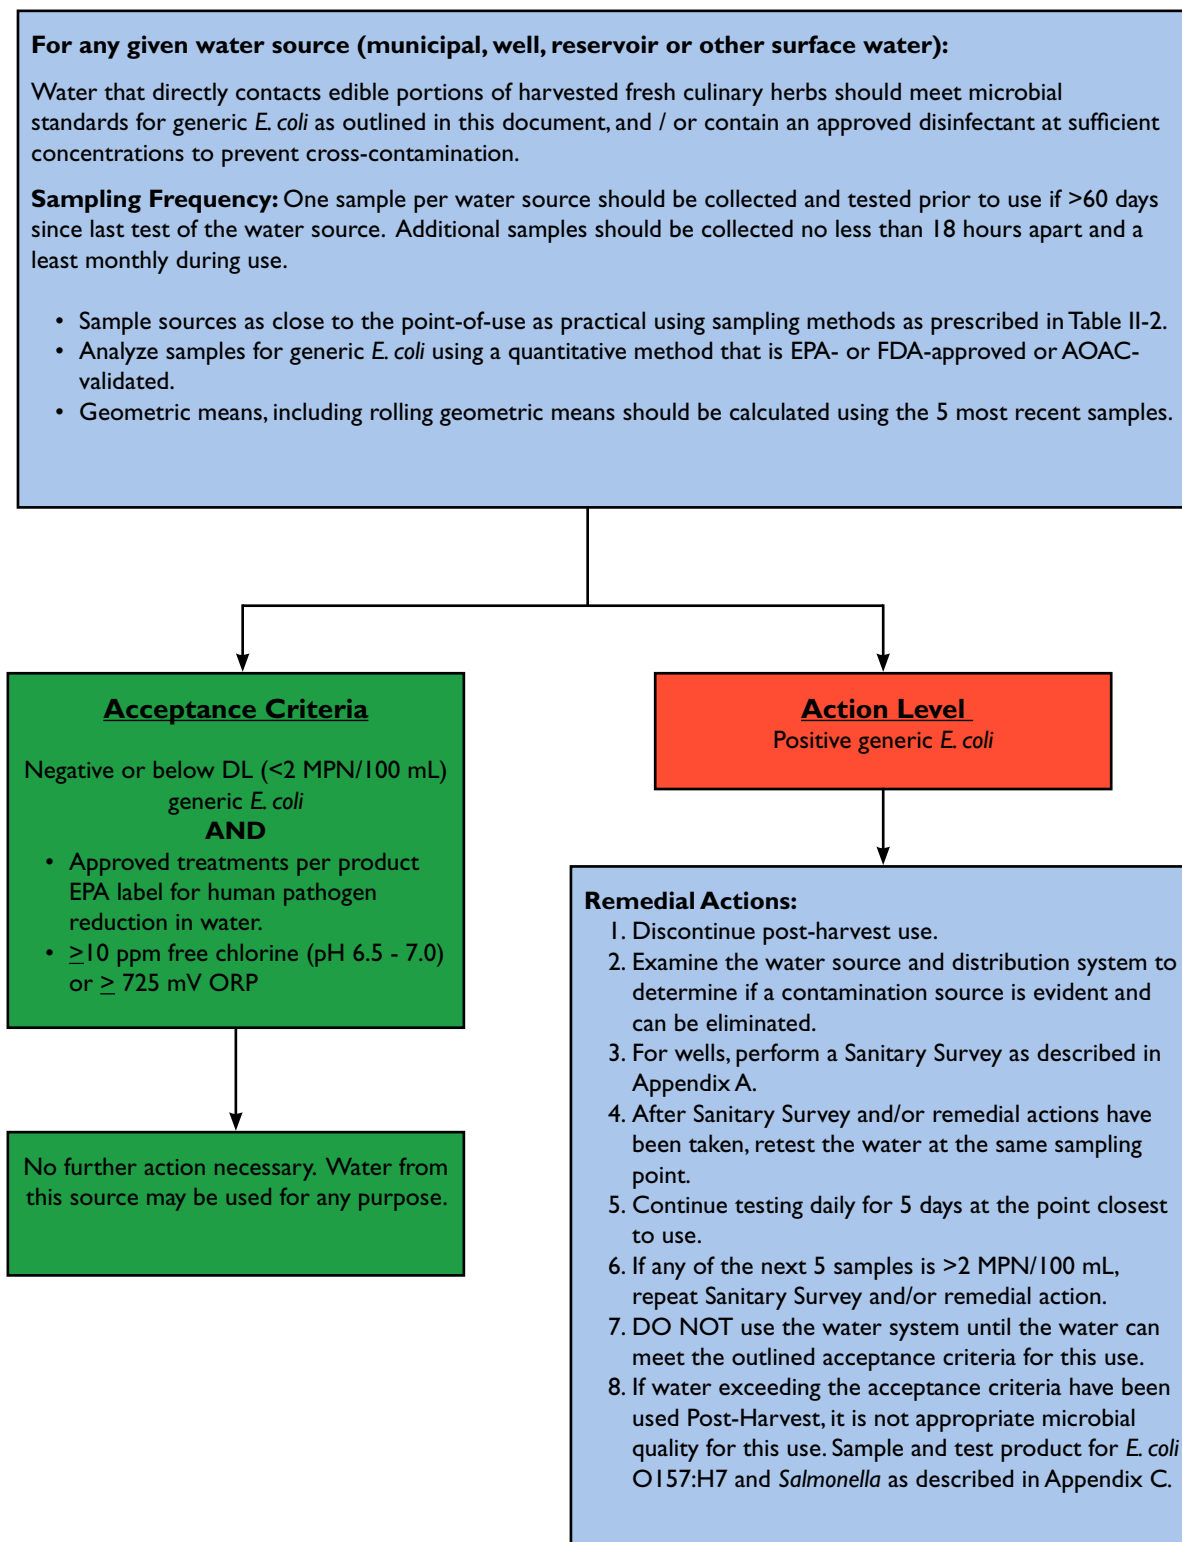 For any given water source (municipal, well, reservoir or other surface water):
Water that directly contacts edible portions of harvested fresh culinary herbs should meet microbial
standards for generic E. coli as outlined in this document, and / or contain an approved disinfectant at sufficient
concentrations to prevent cross-contamination.
Sampling Frequency: One sample per water source should be collected and tested prior to use if >60 days
since last test of the water source. Additional samples should be collected no less than 18 hours apart and a
least monthly during use.
• Sample sources as close to the point-of-use as practical using sampling methods as prescribed in Table II-2.
• Analyze samples for generic E. coli using a quantitative method that is EPA- or FDA-approved or AOAC-
validated.
• Geometric means, including rolling geometric means should be calculated using the 5 most recent samples.
Acceptance Criteria
Negative or below DL (<2 MPN/100 mL)
generic E. coli
AND
• Approved treatments per product
EPA label for human pathogen
reduction in water.
• ≥10 ppm free chlorine (pH 6.5 - 7.0)
or ≥ 725 mV ORP
No further action necessary. Water from
this source may be used for any purpose.
Action Level
Positive generic E. coli
Remedial Actions:
1. Discontinue post-harvest use.
2. Examine the water source and distribution system to
determine if a contamination source is evident and
can be eliminated.
3. For wells, perform a Sanitary Survey as described in
Appendix A.
4. After Sanitary Survey and/or remedial actions have
been taken, retest the water at the same sampling
point.
5. Continue testing daily for 5 days at the point closest
to use.
6. If any of the next 5 samples is >2 MPN/100 mL,
repeat Sanitary Survey and/or remedial action.
7. DO NOT use the water system until the water can
meet the outlined acceptance criteria for this use.
8. If water exceeding the acceptance criteria have been
used Post-Harvest, it is not appropriate microbial
quality for this use. Sample and test product for E. coli
O157:H7 and Salmonella as described in Appendix C.